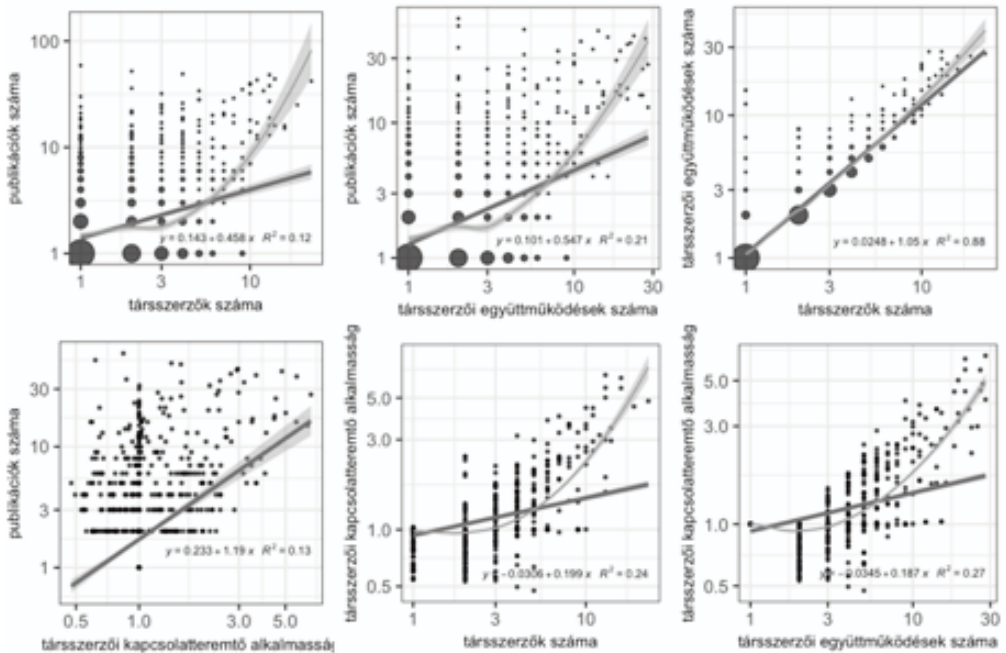 publikációk száma
100
10
1
y = 0.143 + 0.458 x R² = 0.12
1
3
10
társszerzők száma
publikációk száma
30
10
3
1
y = 0.101 + 0.547 x R² = 0.21
1
3
10
30
társszerzői együttműködések száma
társszerzői együttműködések száma
30
10
3
1
y = 0.0248 + 1.05 x R² = 0.88
1
3
10
társszerzők száma
publikációk száma
30
10
3
1
y = 0.233 + 1.19 x R² = 0.13
0.5
1.0
3.0
5.0
társszerzői kapcsolatteremtő alkalmasság
társszerzői kapcsolatteremtő alkalmasság
5.0
3.0
1.0
0.5
y = −0.0306 + 0.199 x R² = 0.24
1
3
10
társszerzők száma
társszerzői kapcsolatteremtő alkalmasság
5.0
3.0
1.0
0.5
y = −0.0345 + 0.187 x R² = 0.27
1
3
10
30
társszerzői együttműködések száma